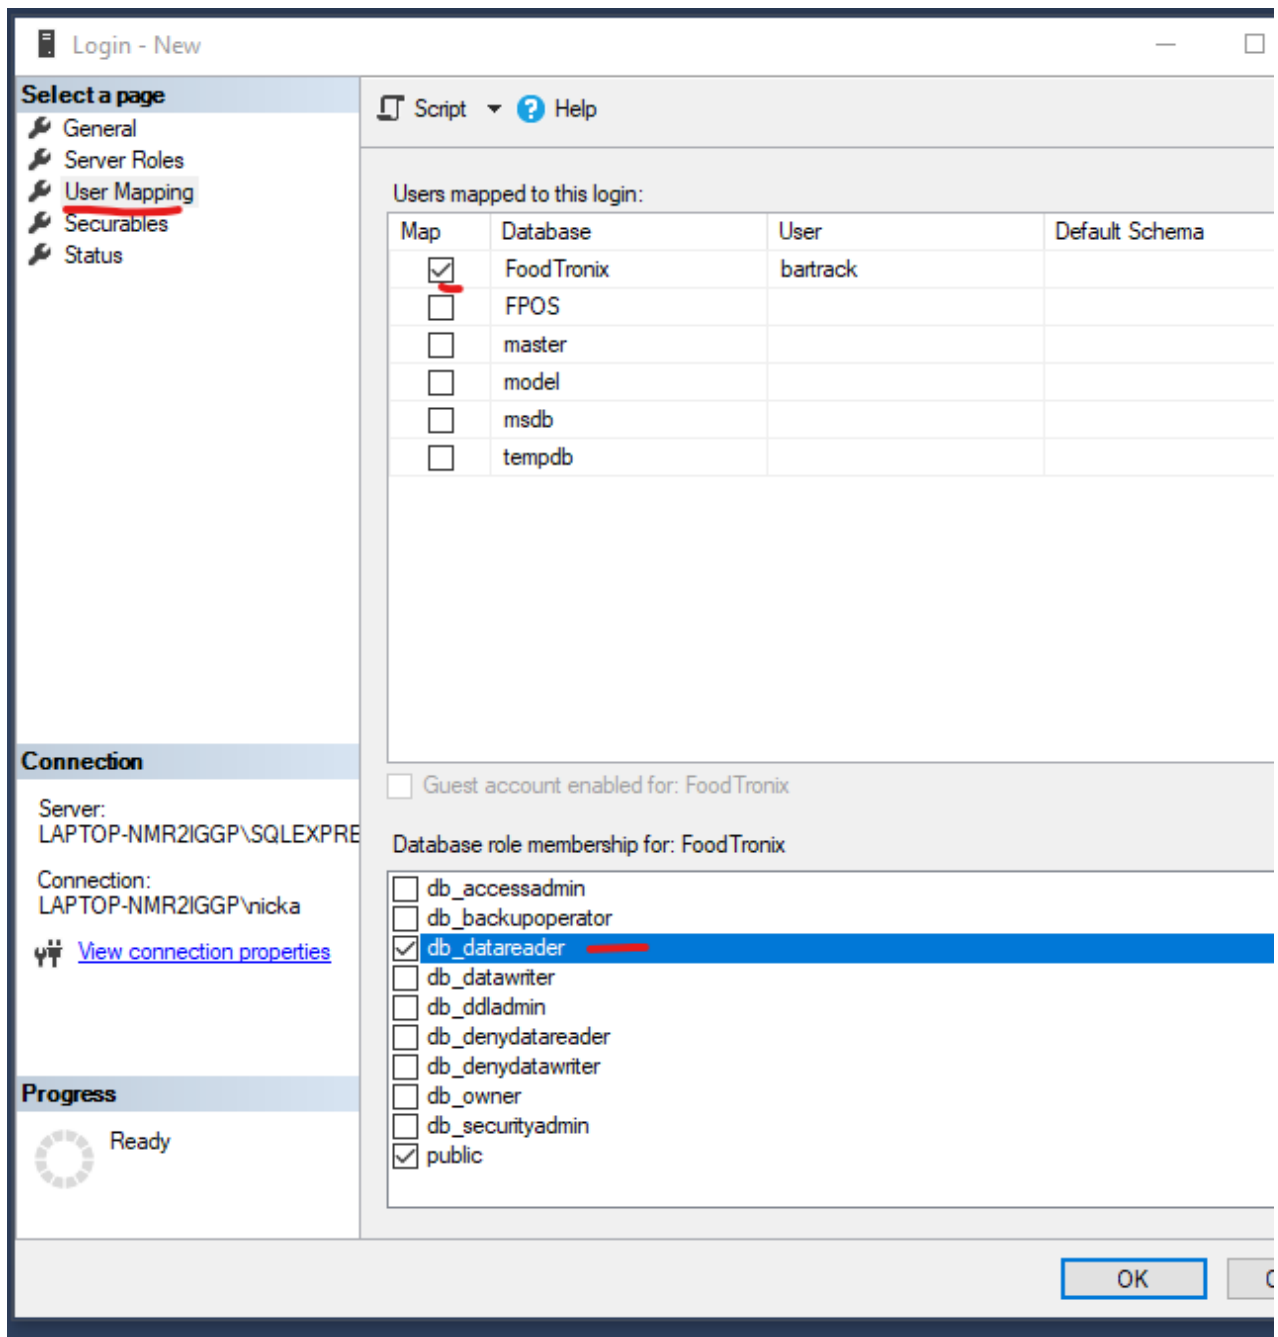 Login - New
Select a page
General
Server Roles
User Mapping
Securables
Status
Script
Help
Users mapped to this login:
Map Database User Default Schema
FoodTronix bartrack
FPOS
master
model
msdb
tempdb
Guest account enabled for: FoodTronix
Database role membership for: FoodTronix
db_accessadmin
db_backupoperator
db_datareader
db_datawriter
db_ddladmin
db_denydatareader
db_denydatawriter
db_owner
db_securityadmin
public
Connection
Server:
LAPTOP-NMR2IGGP\SQLEXPRE
Connection:
LAPTOP-NMR2IGGP\nicka
View connection properties
Progress
Ready
OK